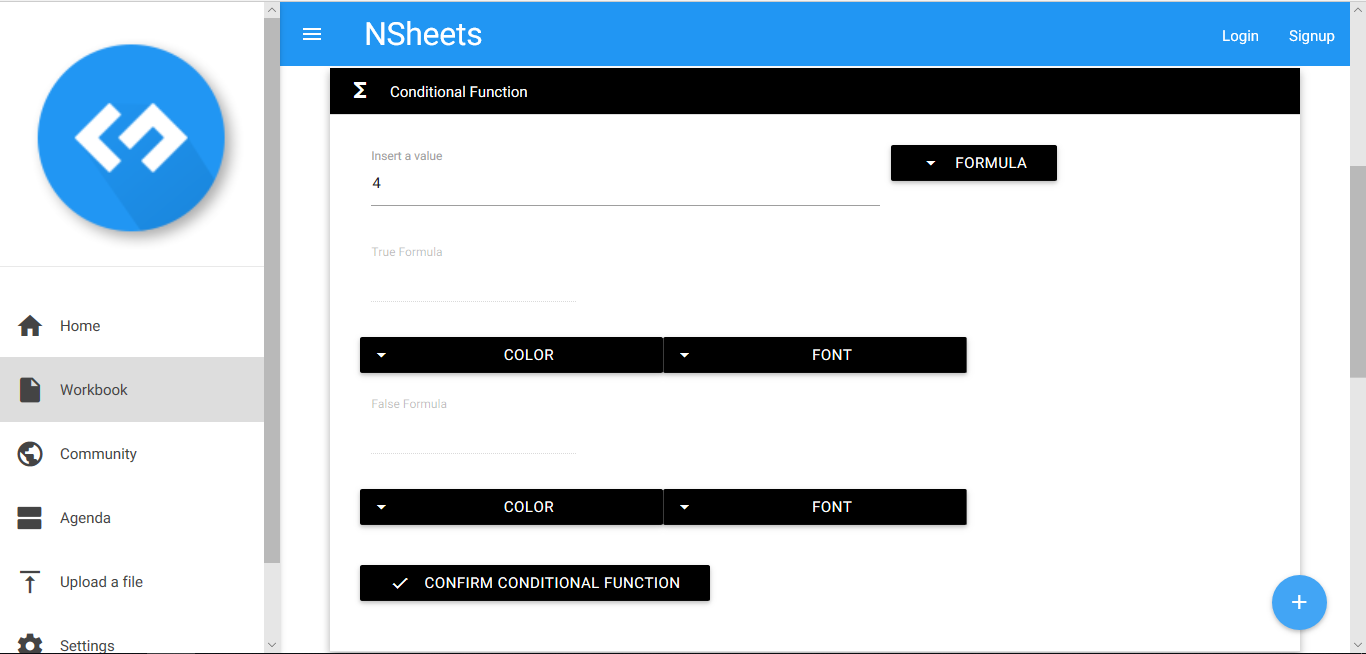 NSheets
Login
Signup
Home
Workbook
Community
Agenda
Upload a file
Settings
Σ Conditional Function
Insert a value
4
FORMULA
True Formula
COLOR
FONT
False Formula
COLOR
FONT
CONFIRM CONDITIONAL FUNCTION
+